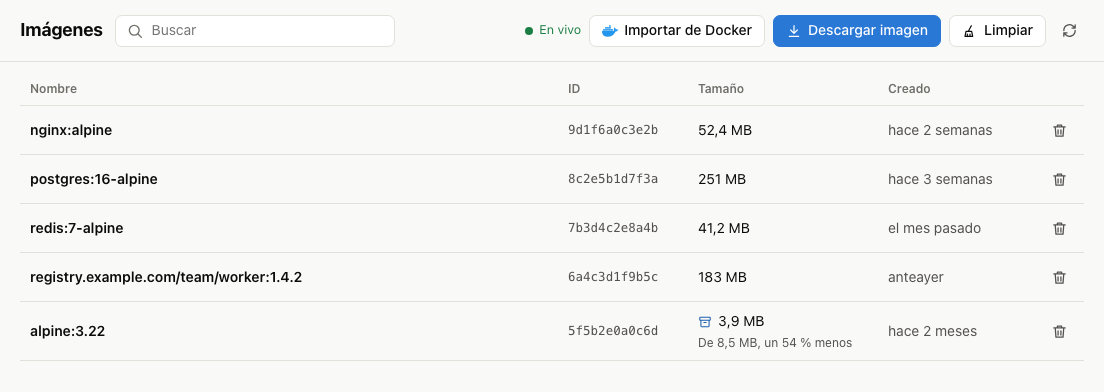 Imágenes
Buscar
En vivo
Importar de Docker
Descargar imagen
Limpiar
Nombre ID Tamaño Creado
nginx:alpine 9d1f6a0c3e2b 52,4 MB hace 2 semanas
postgres:16-alpine 8c2e5b1d7f3a 251 MB hace 3 semanas
redis:7-alpine 7b3d4c2e8a4b 41,2 MB el mes pasado
registry.example.com/team/worker:1.4.2 6a4c3d1f9b5c 183 MB anteayer
alpine:3.22 5f5b2e0a0c6d 3,9 MB hace 2 meses
De 8,5 MB, un 54 % menos